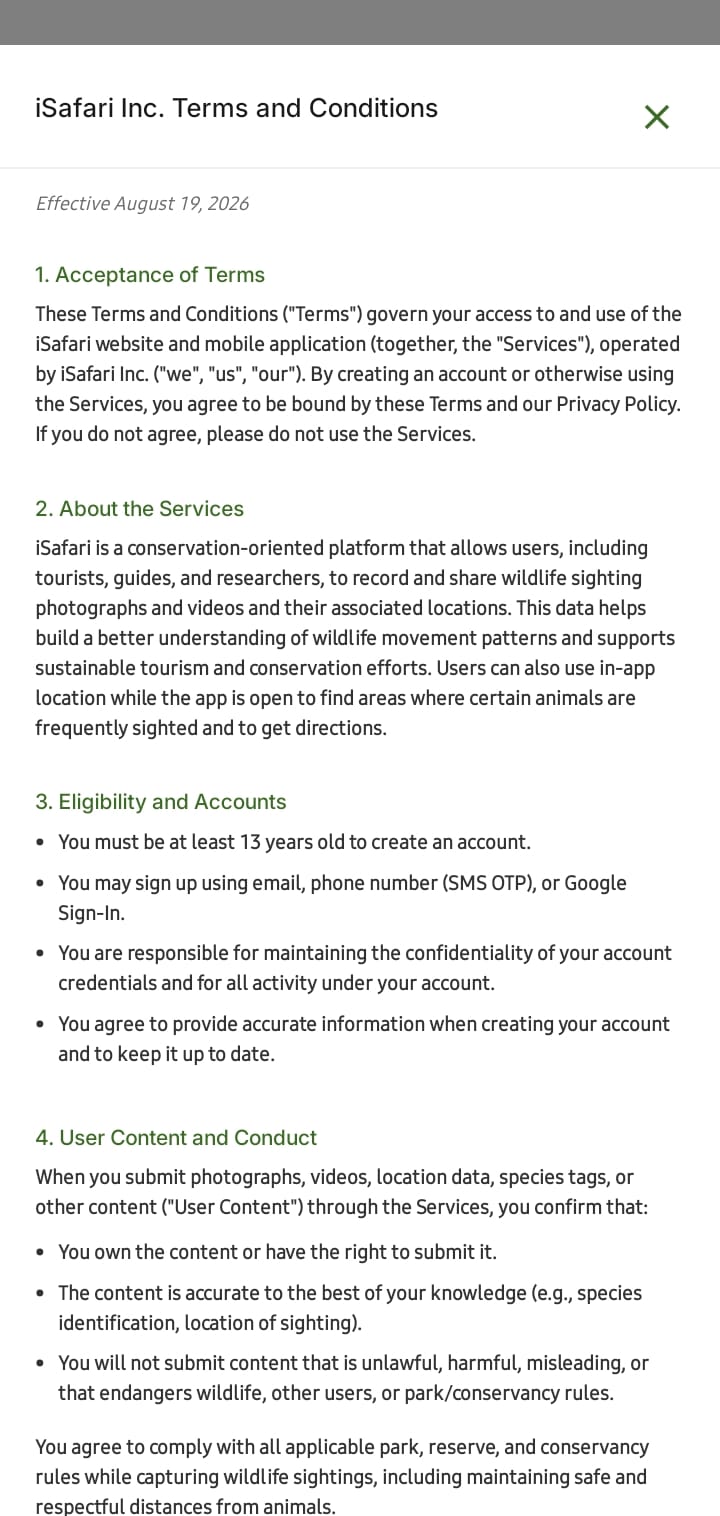 iSafari Inc. Terms and Conditions
Effective August 19, 2026
1. Acceptance of Terms
These Terms and Conditions ("Terms") govern your access to and use of the
iSafari website and mobile application (together, the "Services"), operated
by iSafari Inc. ("we", "us", "our"). By creating an account or otherwise using
the Services, you agree to be bound by these Terms and our Privacy Policy.
If you do not agree, please do not use the Services.
2. About the Services
iSafari is a conservation-oriented platform that allows users, including
tourists, guides, and researchers, to record and share wildlife sighting
photographs and videos and their associated locations. This data helps
build a better understanding of wildlife movement patterns and supports
sustainable tourism and conservation efforts. Users can also use in-app
location while the app is open to find areas where certain animals are
frequently sighted and to get directions.
3. Eligibility and Accounts
• You must be at least 13 years old to create an account.
• You may sign up using email, phone number (SMS OTP), or Google
Sign-In.
• You are responsible for maintaining the confidentiality of your account
credentials and for all activity under your account.
• You agree to provide accurate information when creating your account
and to keep it up to date.
4. User Content and Conduct
When you submit photographs, videos, location data, species tags, or
other content ("User Content") through the Services, you confirm that:
• You own the content or have the right to submit it.
• The content is accurate to the best of your knowledge (e.g., species
identification, location of sighting).
• You will not submit content that is unlawful, harmful, misleading, or
that endangers wildlife, other users, or park/conservancy rules.
You agree to comply with all applicable park, reserve, and conservancy
rules while capturing wildlife sightings, including maintaining safe and
respectful distances from animals.